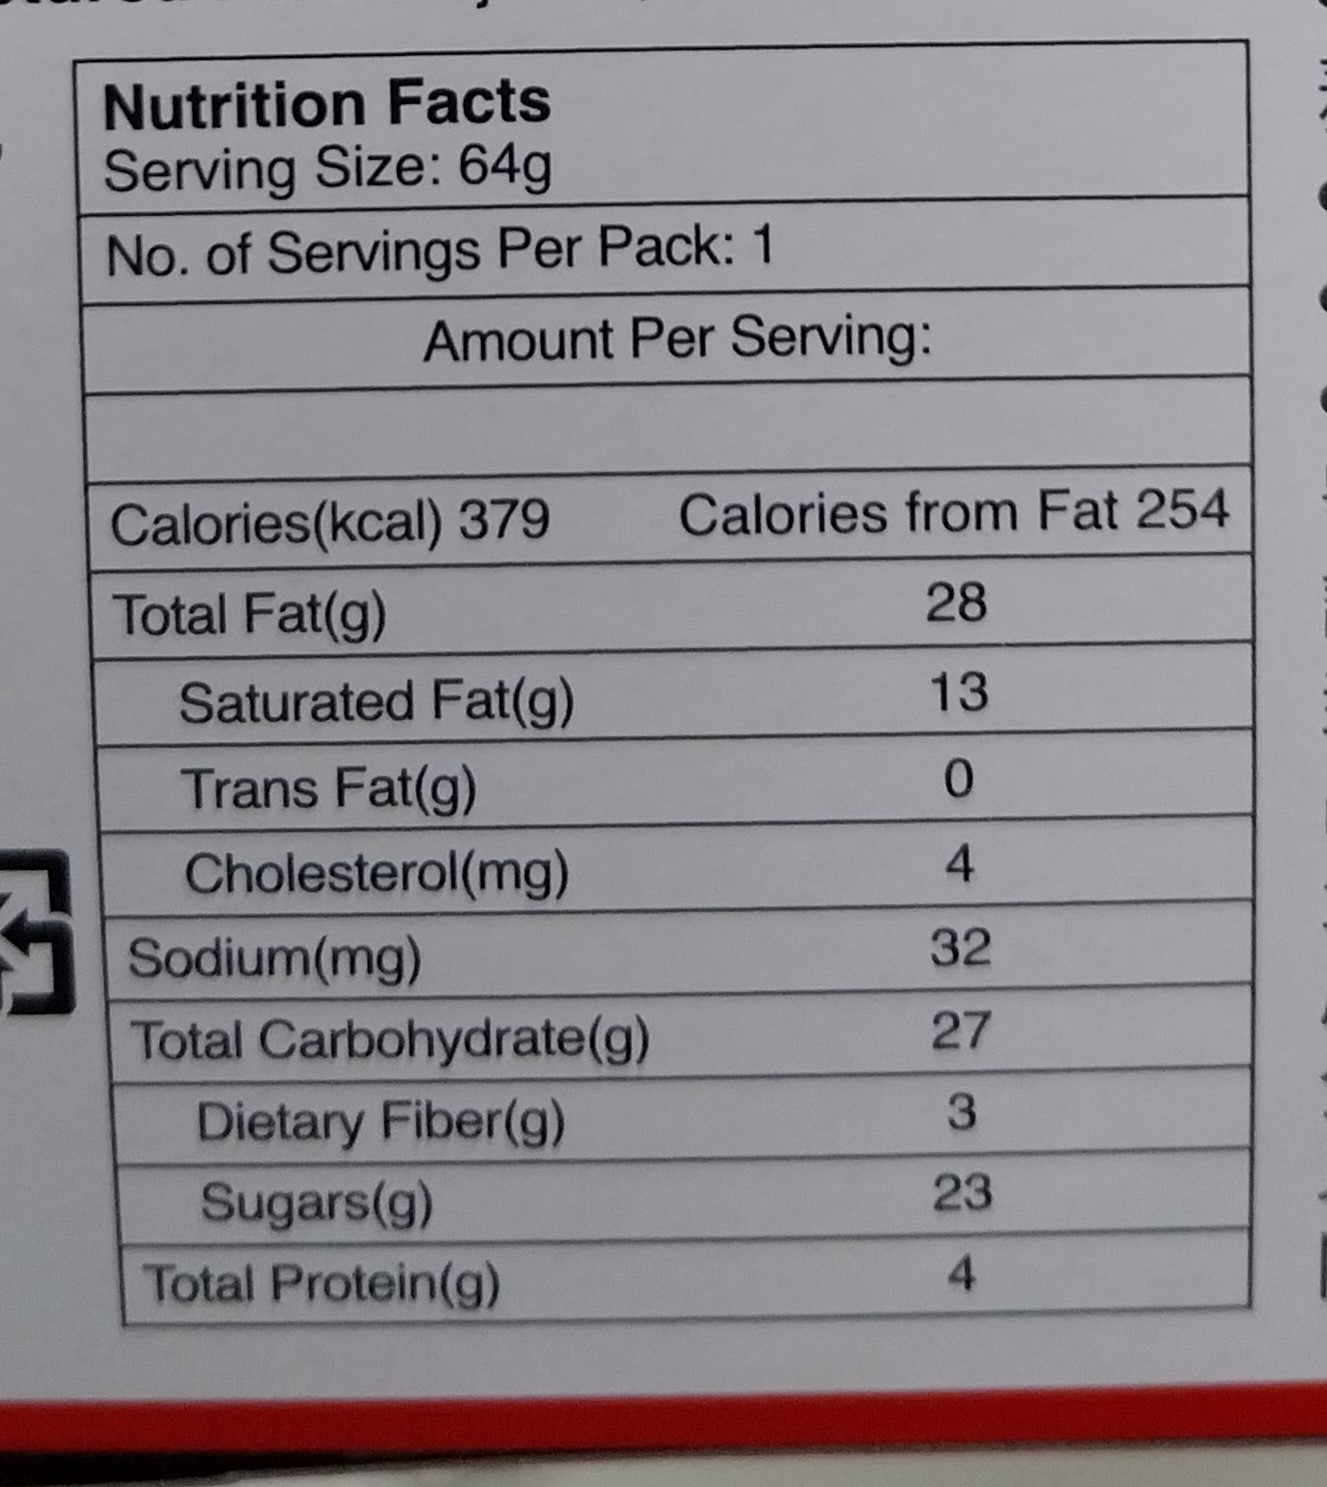 Nutrition Facts
Serving Size: 64g
No. of Servings Per Pack: 1
Amount Per Serving:
Calories(kcal) 379 Calories from Fat 254
Total Fat(g) 28
Saturated Fat(g) 13
Trans Fat(g) 0
Cholesterol(mg) 4
Sodium(mg) 32
Total Carbohydrate(g) 27
Dietary Fiber(g) 3
Sugars(g) 23
Total Protein(g) 4